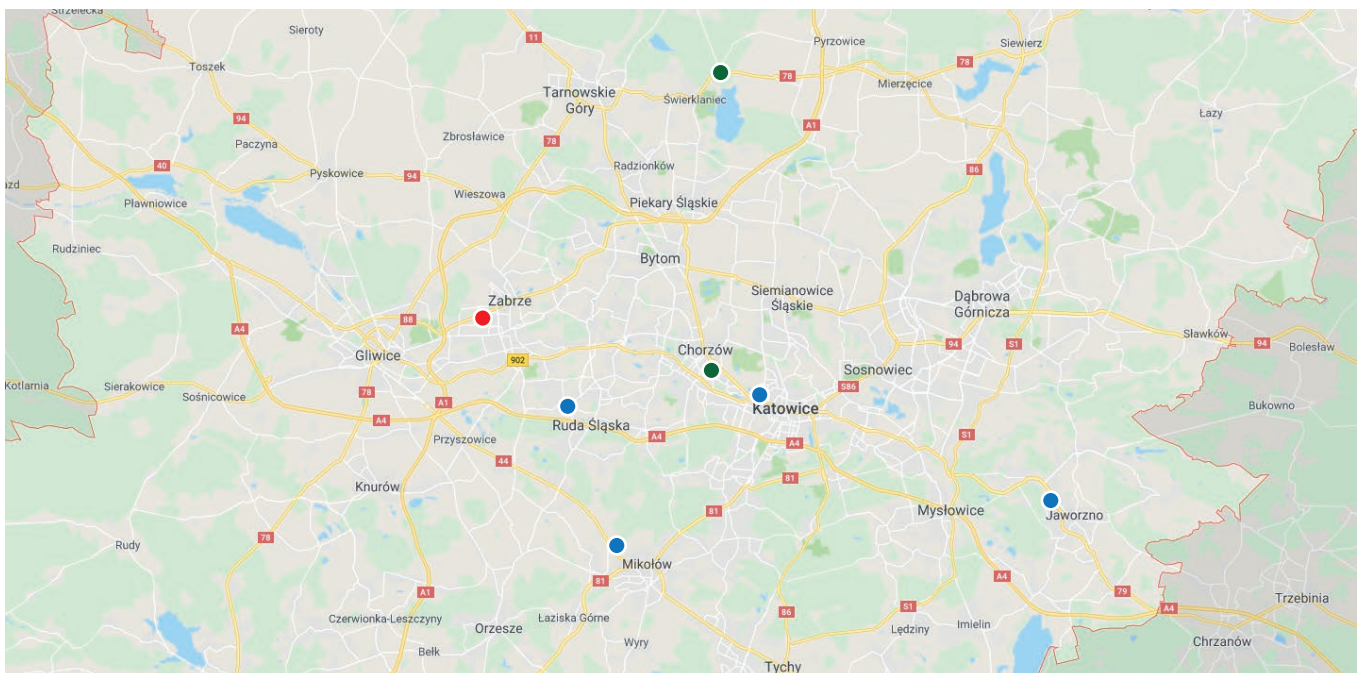 Strzelecka
Sieroty
11
Pyrzowice
Siewierz
Toszek
78
78
Mierzęcice
Tarnowskie
Góry
Świerklaniec
Łazy
94
A1
Zbrosławice
78
Paczyna
40
Radzionków
86
Pyskowice
94
azd
Wieszowa
Pławniowice
Piekary Śląskie
Rudziniec
Bytom
Semianowice
Śląskie
Dąbrowa
Górnicza
Zabrze
88
A4
Sławków
94
S1
94
Bolesław
Gliwice
902
Chorzów
Sosnowiec
Kotlarnia
Sierakowice
Sośnicowice
78
S86
A1
Katowice
Bukowno
A4
Ruda Śląska
A4
A4
S1
Przyszowice
44
81
Knurów
81
Mysłowice
Jaworzno
78
Rudy
Mikołów
81
A4
A1
79
Trzebinia
A4
86
S1
Czerwionka-Leszczyny
Orzesze
Łaziska Górne
Lędziny
Imielin
Bełk
Wyry
Chrzanów
Tychy